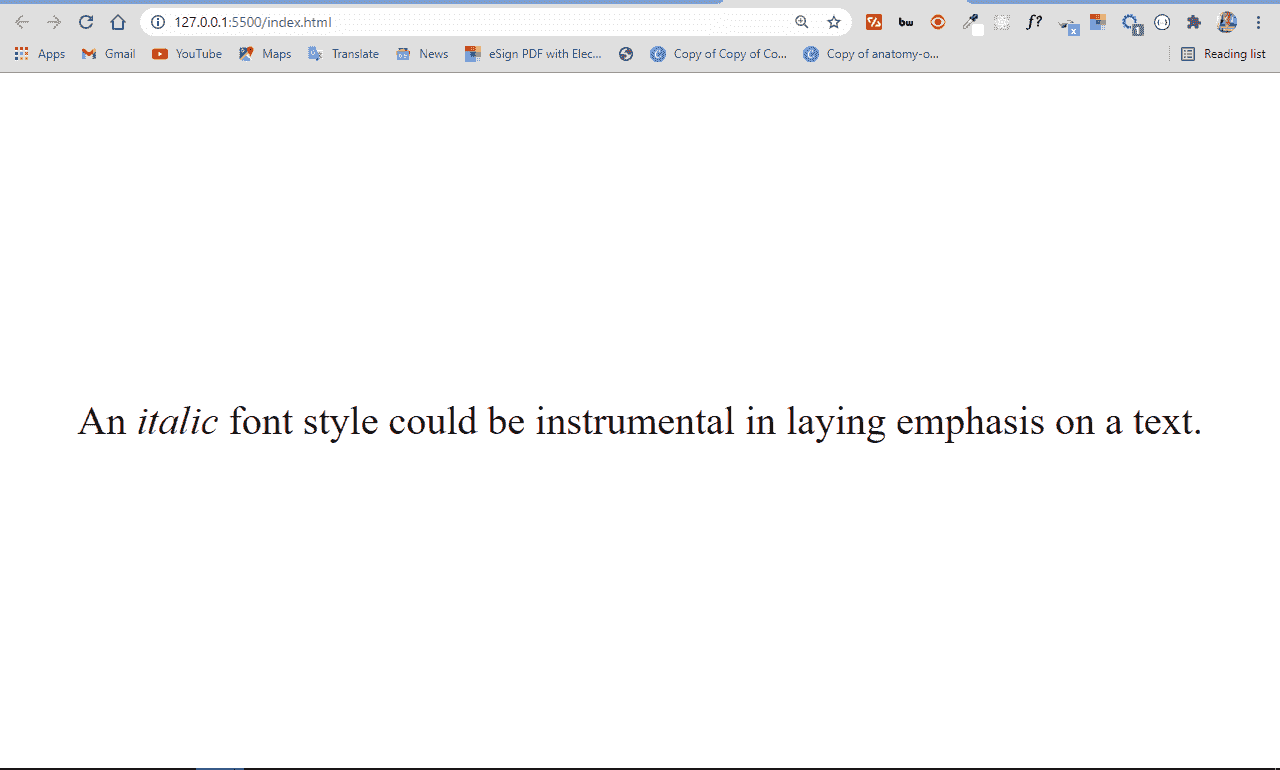 127.0.0.1:5500/index.html
bw
f?
x
1
Apps Gmail YouTube Maps Translate News eSign PDF with Elec... Copy of Copy of Co... Copy of anatomy-o... Reading list
An italic font style could be instrumental in laying emphasis on a text.